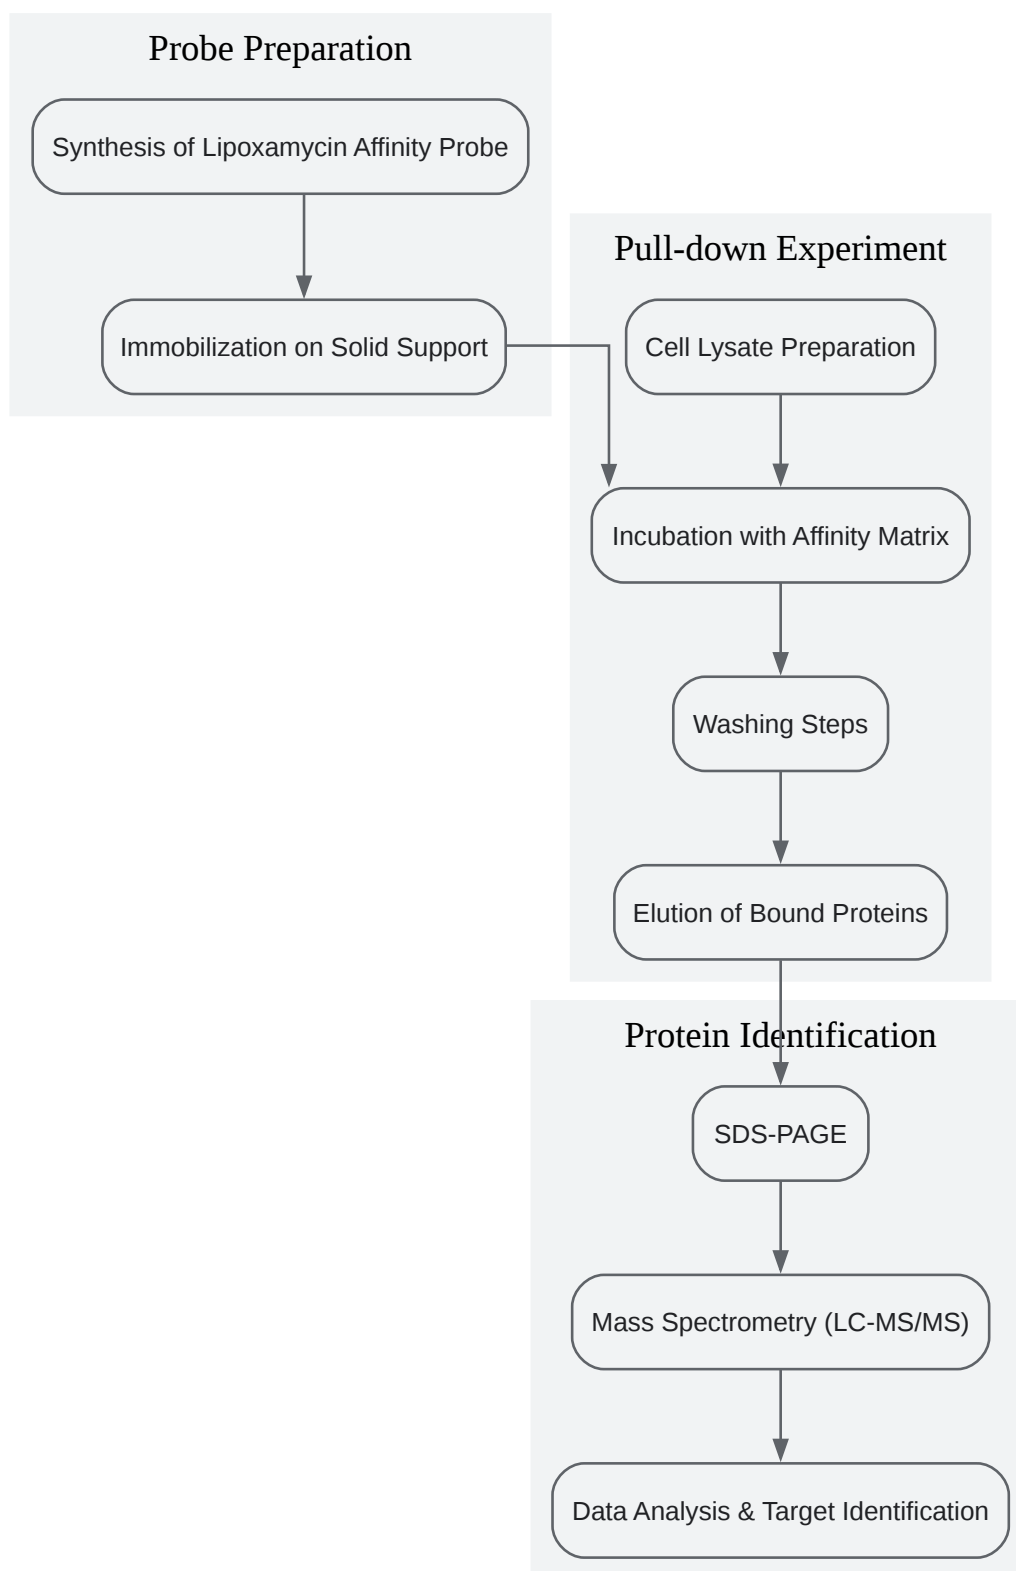 Probe Preparation
Synthesis of Lipoxamycin Affinity Probe
Immobilization on Solid Support
Pull-down Experiment
Cell Lysate Preparation
Incubation with Affinity Matrix
Washing Steps
Elution of Bound Proteins
Protein Identification
SDS-PAGE
Mass Spectrometry (LC-MS/MS)
Data Analysis & Target Identification